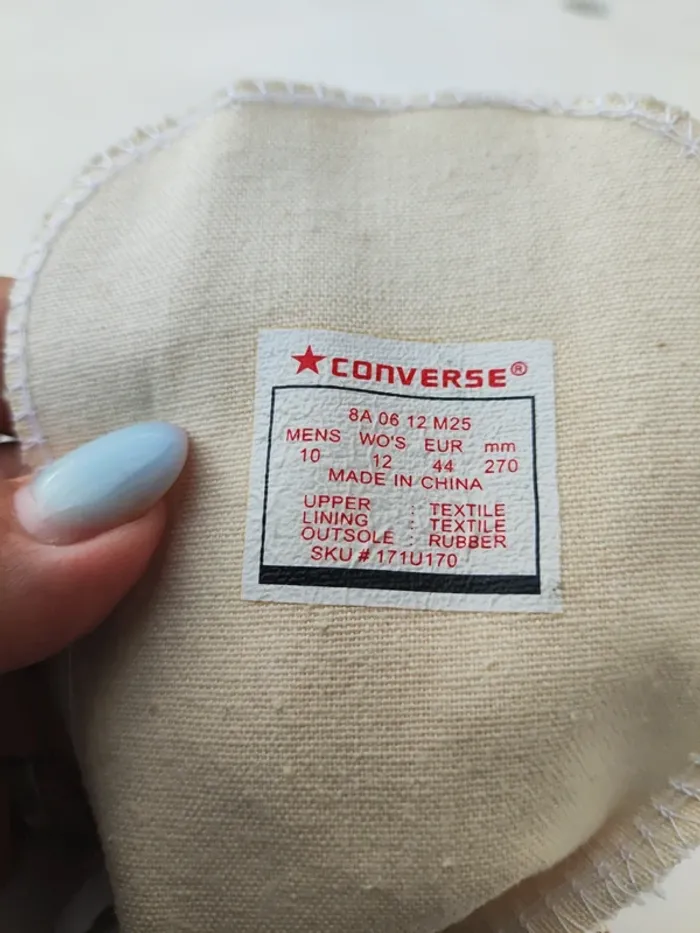 ★CONVERSE®
8A 06 12 M25
MENS WO'S EUR mm
10 12 44 270
MADE IN CHINA
UPPER : TEXTILE
LINING : TEXTILE
OUTSOLE : RUBBER
SKU # 171U170